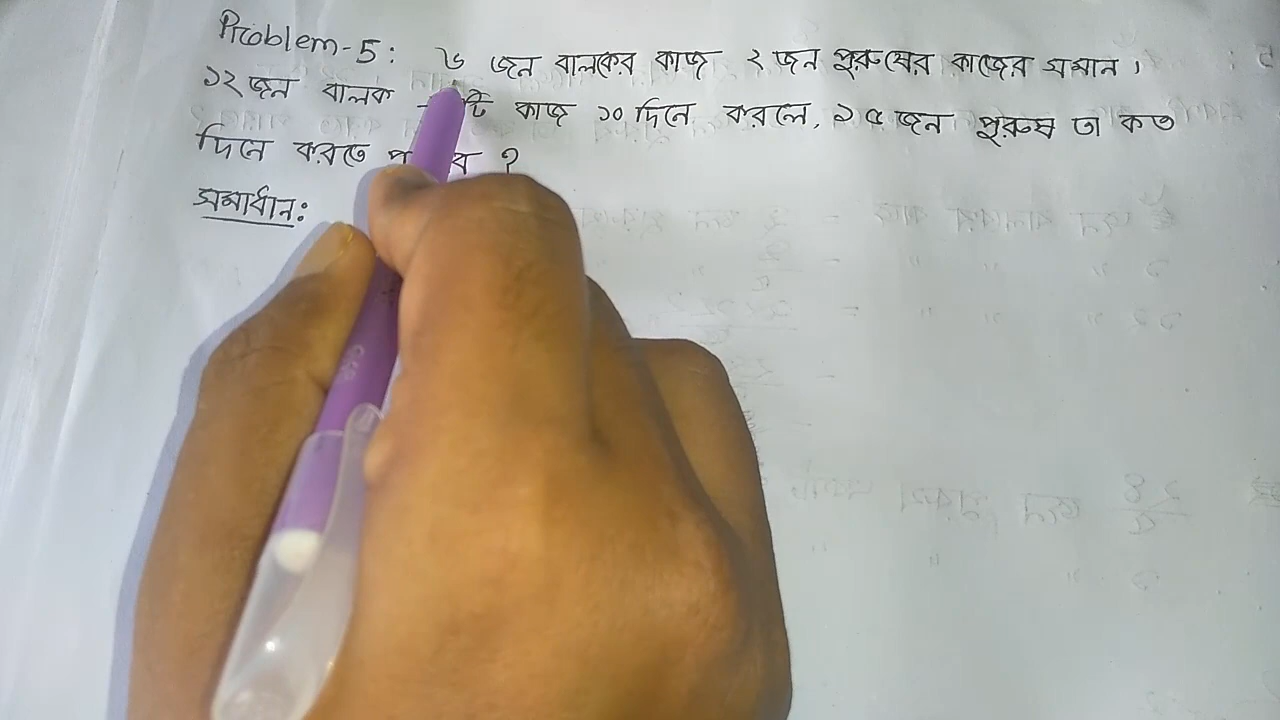 Problem-5: ৬ জন বালকের কাজ ২ জন পুরুষের কাজের সমান।
১২ জন বালক কাজ ১০ দিনে করলে, ১৫ জন পুরুষ তা কত
দিনে করতে ?
সমাধান: